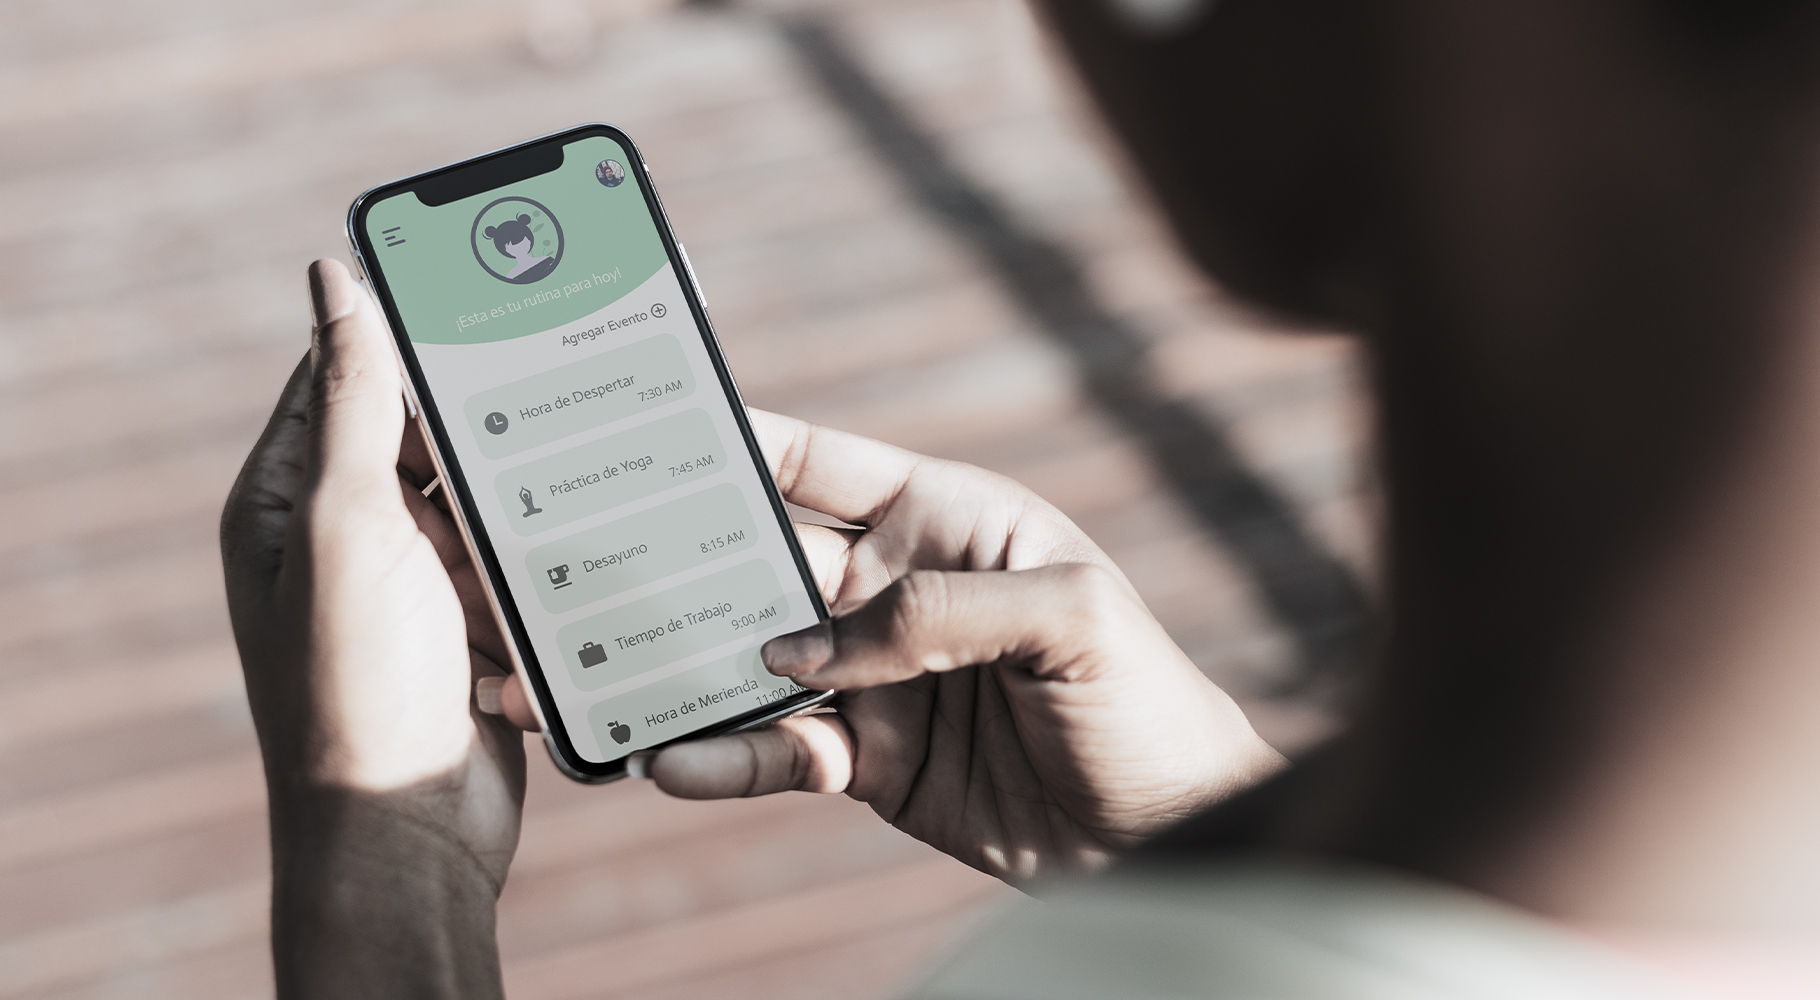 ¡Esta es tu rutina para hoy!
Agregar Evento
Hora de Despertar
7:30 AM
Práctica de Yoga
7:45 AM
Desayuno
8:15 AM
Tiempo de Trabajo
9:00 AM
Hora de Merienda
11:00 AM